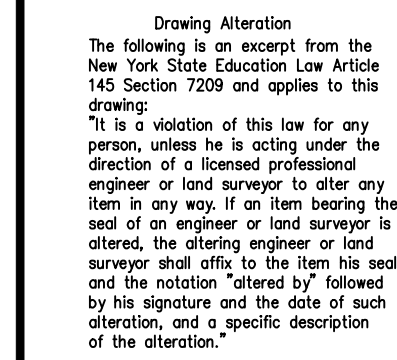 Drawing Alteration
The following is an excerpt from the
New York State Education Law Article
145 Section 7209 and applies to this
drawing:
"It is a violation of this law for any
person, unless he is acting under the
direction of a licensed professional
engineer or land surveyor to alter any
item in any way. If an item bearing the
seal of an engineer or land surveyor is
altered, the altering engineer or land
surveyor shall affix to the item his seal
and the notation "altered by" followed
by his signature and the date of such
alteration, and a specific description
of the alteration."